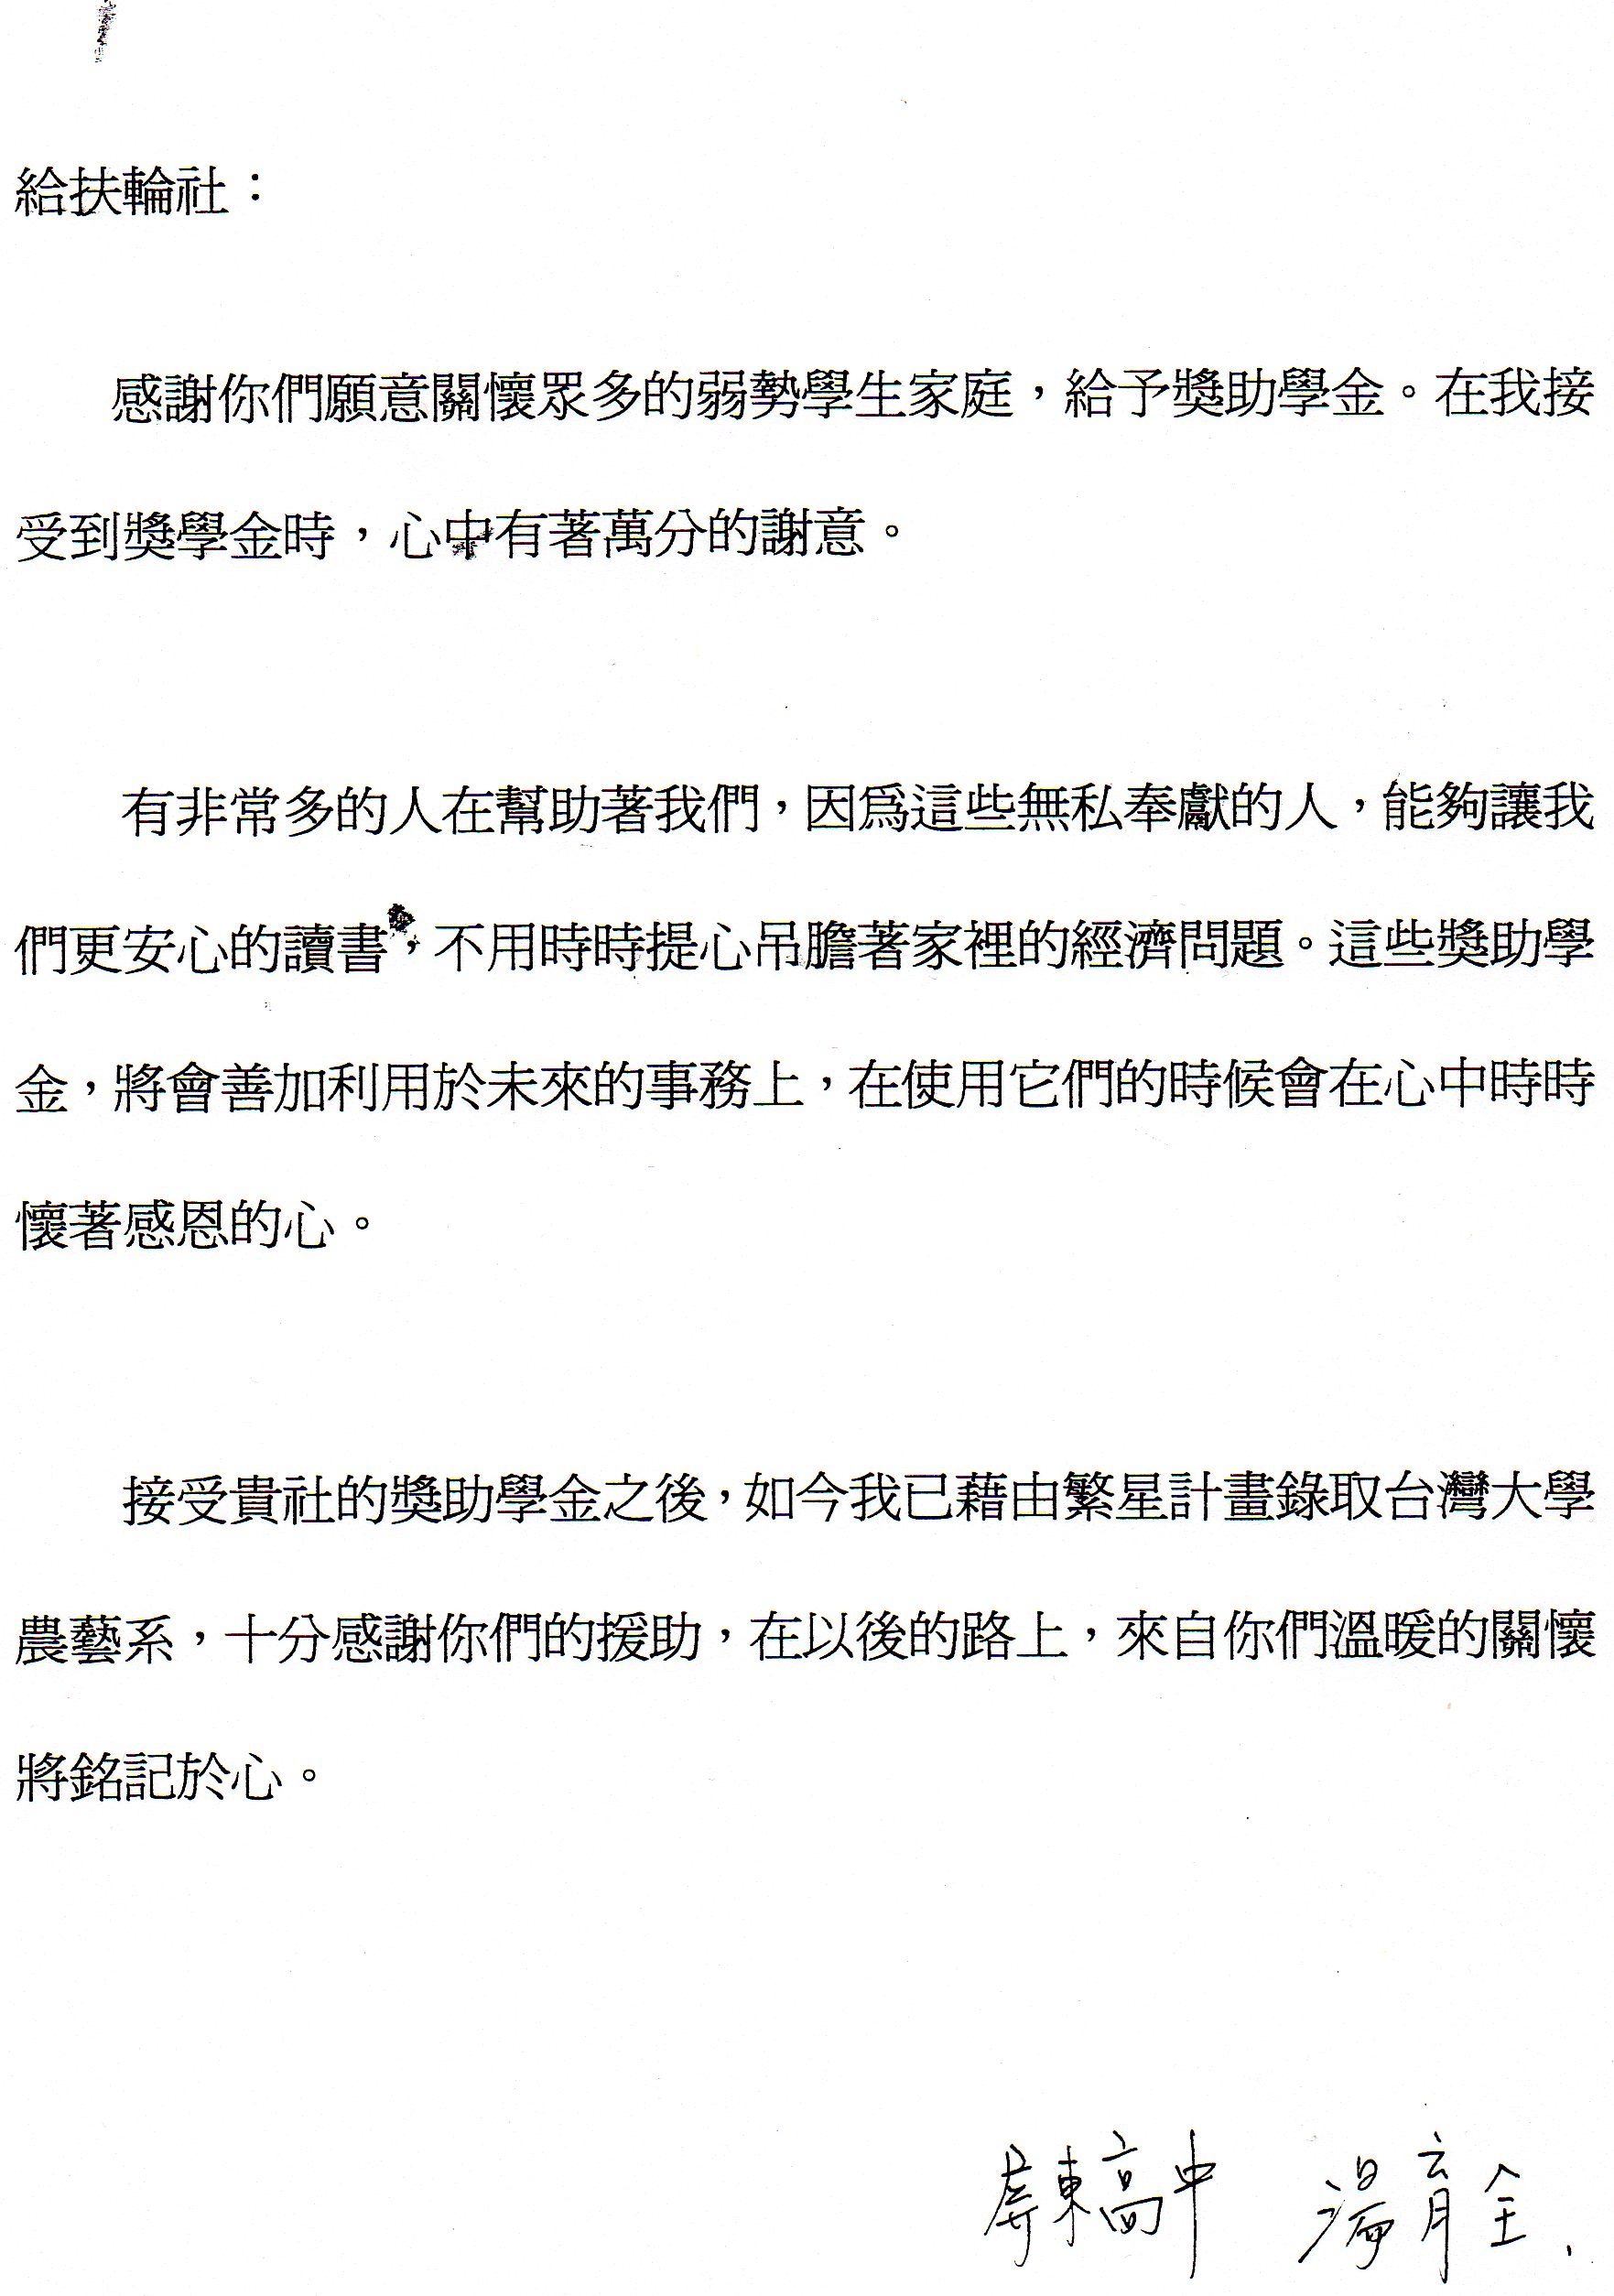 給扶輪社：
感謝你們願意關懷眾多的弱勢學生家庭，給予獎助學金。在我接
受到獎學金時，心中有著萬分的謝意。
有非常多的人在幫助著我們，因為這些無私奉獻的人，能夠讓我
們更安心的讀書，不用時時提心吊膽著家裡的經濟問題。這些獎助學
金，將會善加利用於未來的事務上，在使用它們的時候會在心中時時
懷著感恩的心。
接受貴社的獎助學金之後，如今我已藉由繁星計畫錄取台灣大學
農藝系，十分感謝你們的援助，在以後的路上，來自你們溫暖的關懷
將銘記於心。
屏東高中 湯育全